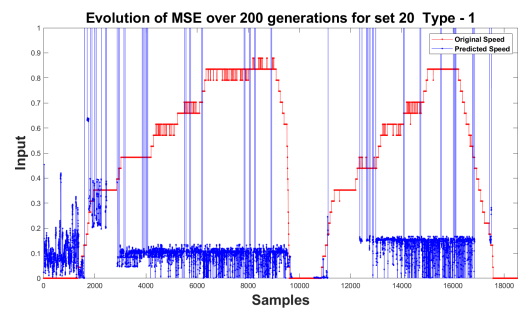 Evolution of MSE over 200 generations for set 20 Type - 1
Original Speed
Predicted Speed
Input
1
0.9
0.8
0.7
0.6
0.5
0.4
0.3
0.2
0.1
0
2000 4000 6000 8000 10000 12000 14000 16000 18000
Samples